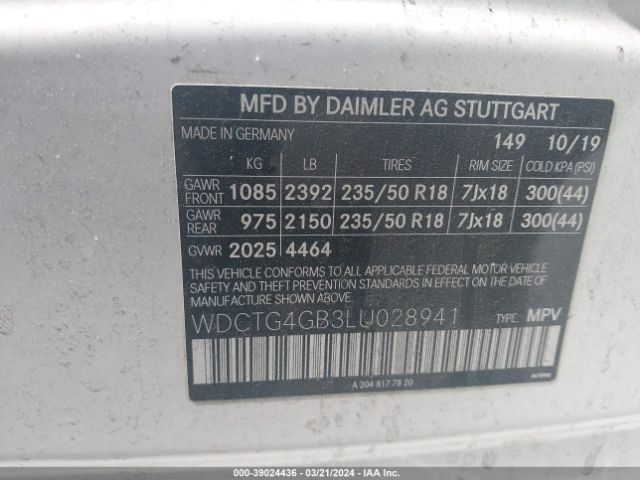 MFD BY DAIMLER AG STUTTGART
MADE IN GERMANY 149 10/19
KG LB TIRES RIM SIZE COLD KPA (PSI)
GAWR FRONT 1085 2392 235/50 R18 7Jx18 300(44)
GAWR REAR 975 2150 235/50 R18 7Jx18 300(44)
GVWR 2025 4464
THIS VEHICLE CONFORMS TO ALL APPLICABLE FEDERAL MOTOR VEHICLE
SAFETY AND THEFT PREVENTION STANDARDS IN EFFECT ON THE DATE OF
MANUFACTURE SHOWN ABOVE.
WDCTG4GB3LU028941 TYPE: MPV
A 204 817 78 20
000-39024436 - 03/21/2024 - IAA Inc.